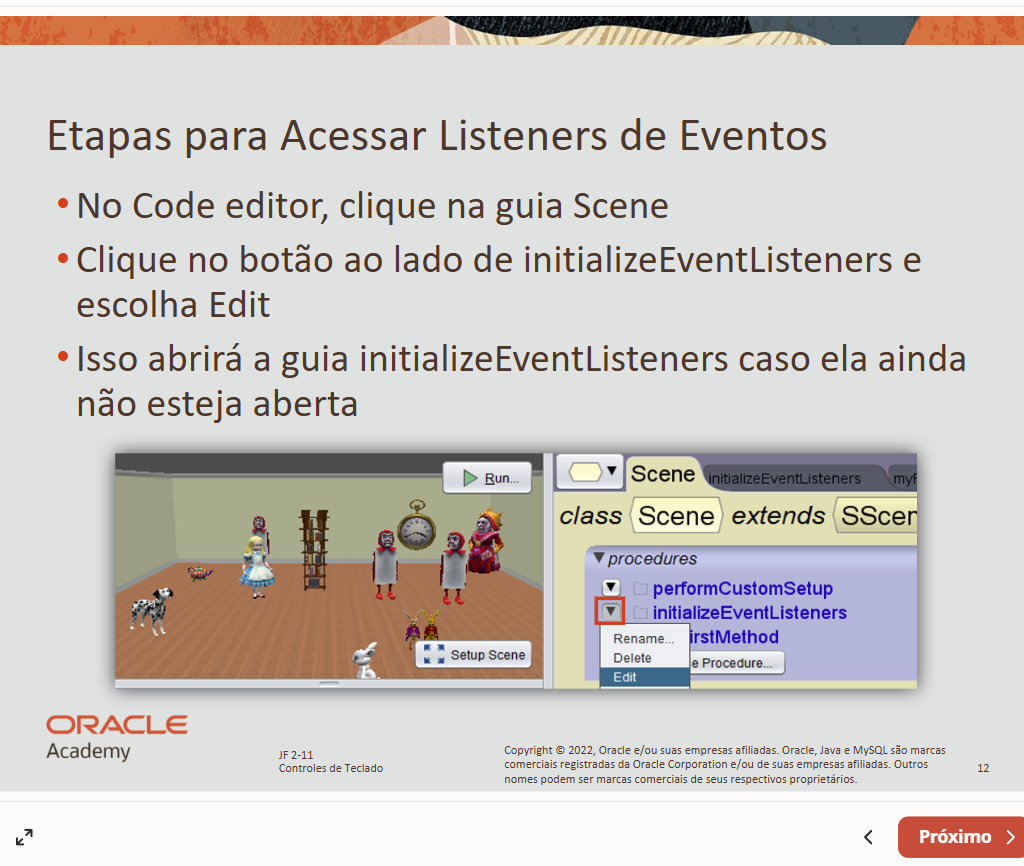 Etapas para Acessar Listeners de Eventos
•No Code editor, clique na guia Scene
•Clique no botão ao lado de initializeEventListeners e
escolha Edit
•Isso abrirá a guia initializeEventListeners caso ela ainda
não esteja aberta
Run...
Setup Scene
Scene initializeEventListeners
class Scene extends
procedures
performCustomSetup
initializeEventListeners
Rename...
Delete
Procedure...
Edit
ORACLE
Academy
JF 2-11
Controles de Teclado
Copyright © 2022, Oracle e/ou suas empresas afiliadas. Oracle, Java e MySQL são marcas
comerciais registradas da Oracle Corporation e/ou de suas empresas afiliadas. Outros
nomes podem ser marcas comerciais de seus respectivos proprietários.
12
Próximo